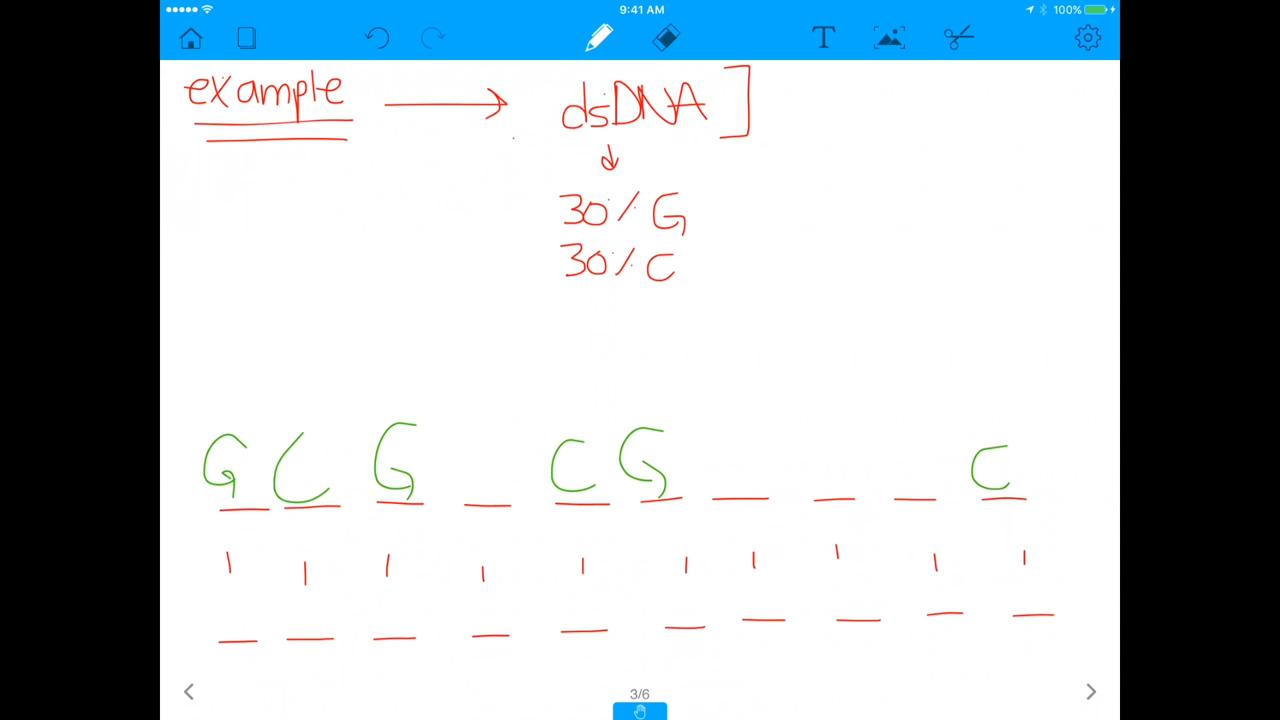 9:41 AM
100%
T
example → dsDNA ]
↓
30% G
30% C
G C G _ C G _ _ _ C
3/6